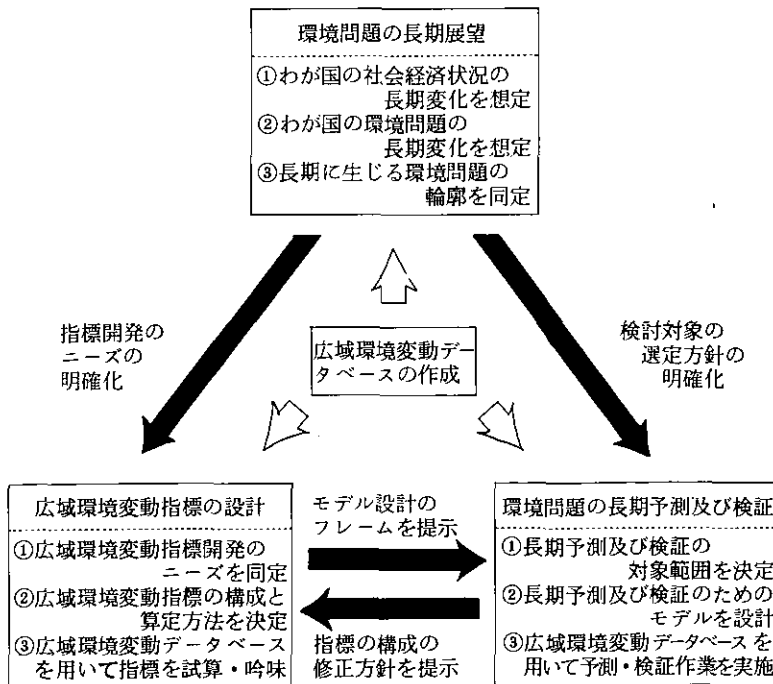 環境問題の長期展望
①わが国の社会経済状況の
長期変化を想定
②わが国の環境問題の
長期変化を想定
③長期に生じる環境問題の
輪廓を同定
指標開発の
ニーズの
明確化
広域環境変動デー
タベースの作成
検討対象の
選定方針の
明確化
広域環境変動指標の設計
①広域環境変動指標開発の
ニーズを同定
②広域環境変動指標の構成と
算定方法を決定
③広域環境変動データベース
を用いて指標を試算・吟味
モデル設計の
フレームを提示
指標の構成の
修正方針を提示
環境問題の長期予測及び検証
①長期予測及び検証の
対象範囲を決定
②長期予測及び検証のための
モデルを設計
③広域環境変動データベースを
用いて予測・検証作業を実施